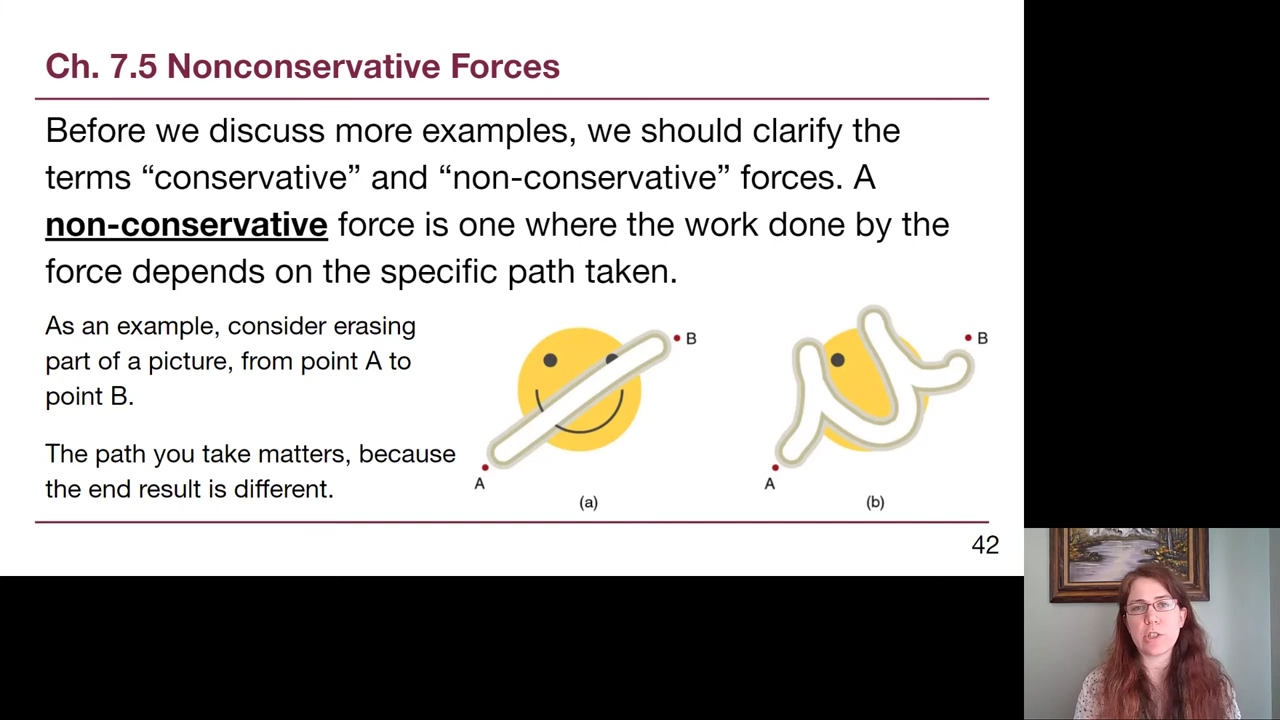 Ch. 7.5 Nonconservative Forces
Before we discuss more examples, we should clarify the
terms “conservative” and “non-conservative” forces. A
non-conservative force is one where the work done by the
force depends on the specific path taken.
As an example, consider erasing
part of a picture, from point A to
point B.
The path you take matters, because
the end result is different.
B
A
(a)
B
A
(b)
42